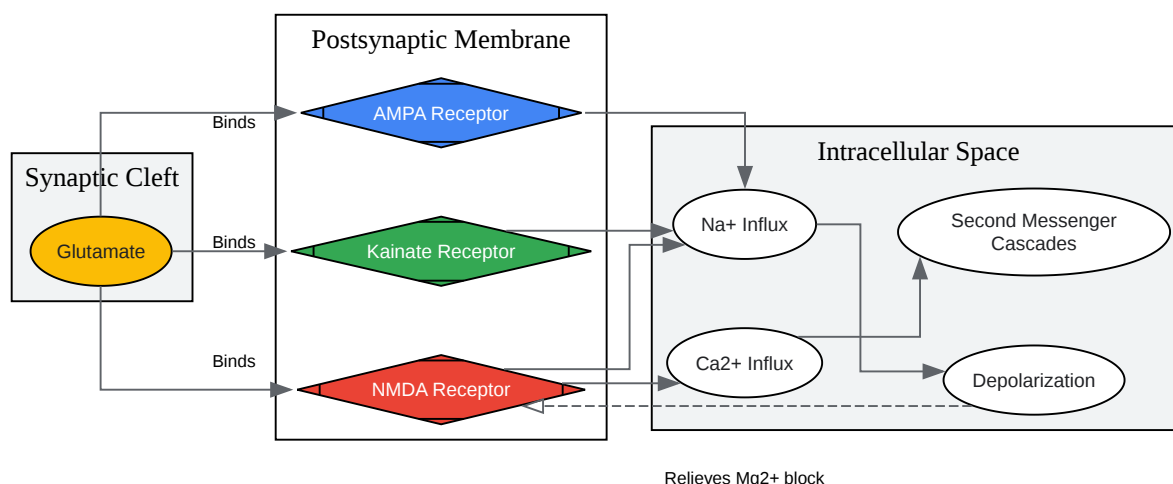 Postsynaptic Membrane
AMPA Receptor
Binds
Intracellular Space
Synaptic Cleft
Na+ Influx
Second Messenger
Cascades
Glutamate
Binds
Kainate Receptor
Binds
NMDA Receptor
Ca2+ Influx
Depolarization
Relieves Mg2+ block